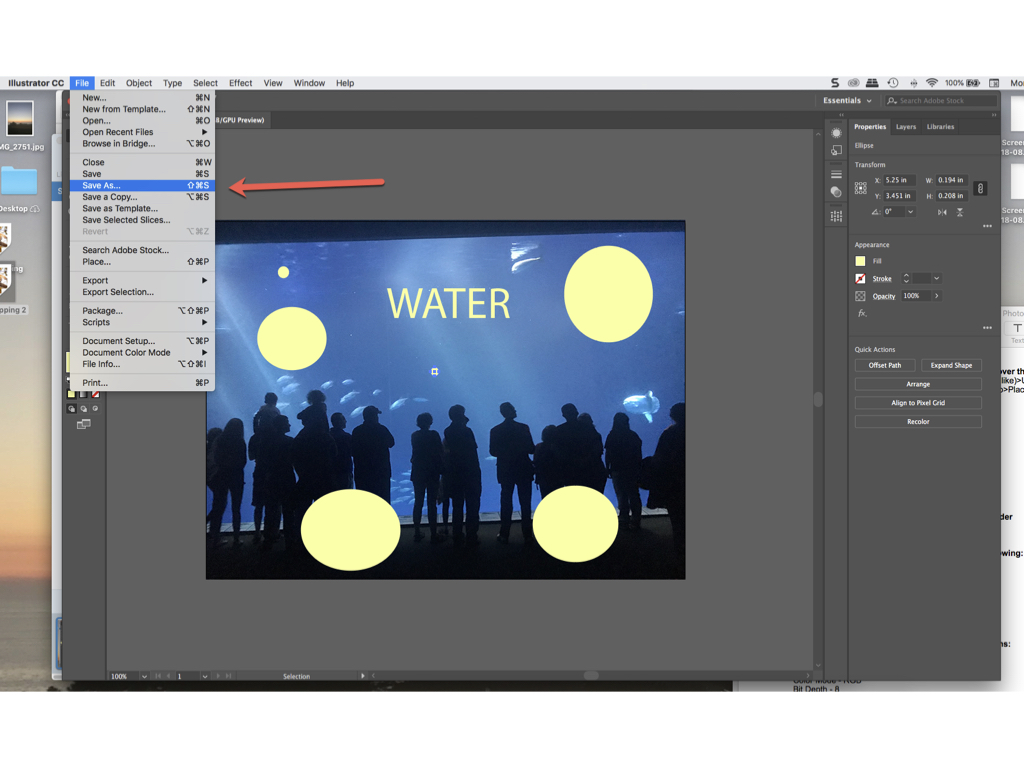 Illustrator CC File Edit Object Type Select Effect View Window Help 100%
New... ⌘N
New from Template... ⇧⌘N
Open... ⌘O
Open Recent Files
Browse in Bridge... ⌥⌘O
Close ⌘W
Save ⌘S
Save As... ⇧⌘S
Save a Copy... ⌥⌘S
Save as Template...
Save Selected Slices...
Revert ⌥⌘Z
Search Adobe Stock...
Place... ⇧⌘P
Export
Export Selection...
Package... ⌥⇧⌘P
Scripts
Document Setup... ⌥⌘P
Document Color Mode
File Info... ⌥⇧⌘I
Print... ⌘P
MG_2751.jpg
Desktop
pping 2
8/GPU Preview)
WATER
100% 1 Selection
Essentials Search Adobe Stock
Properties Layers Libraries
Ellipse
Transform
X: 5.25 in W: 0.194 in
Y: 3.451 in H: 0.208 in
0°
Appearance
Fill
Stroke
Opacity 100%
fx.
Quick Actions
Offset Path Expand Shape
Arrange
Align to Pixel Grid
Recolor
Scree
18-08
Scree
18-08
Photo
T
Text
over th
like)>U
>Plac
der
wing:
ns:
Color Mode - RGB
Bit Depth - 8